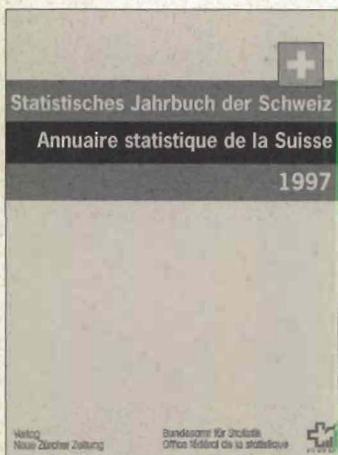 Statistisches Jahrbuch der Schweiz
Annuaire statistique de la Suisse
1997
Verlag
Neue Zürcher Zeitung
Bundesamt für Statistik
Office fédéral de la statistique